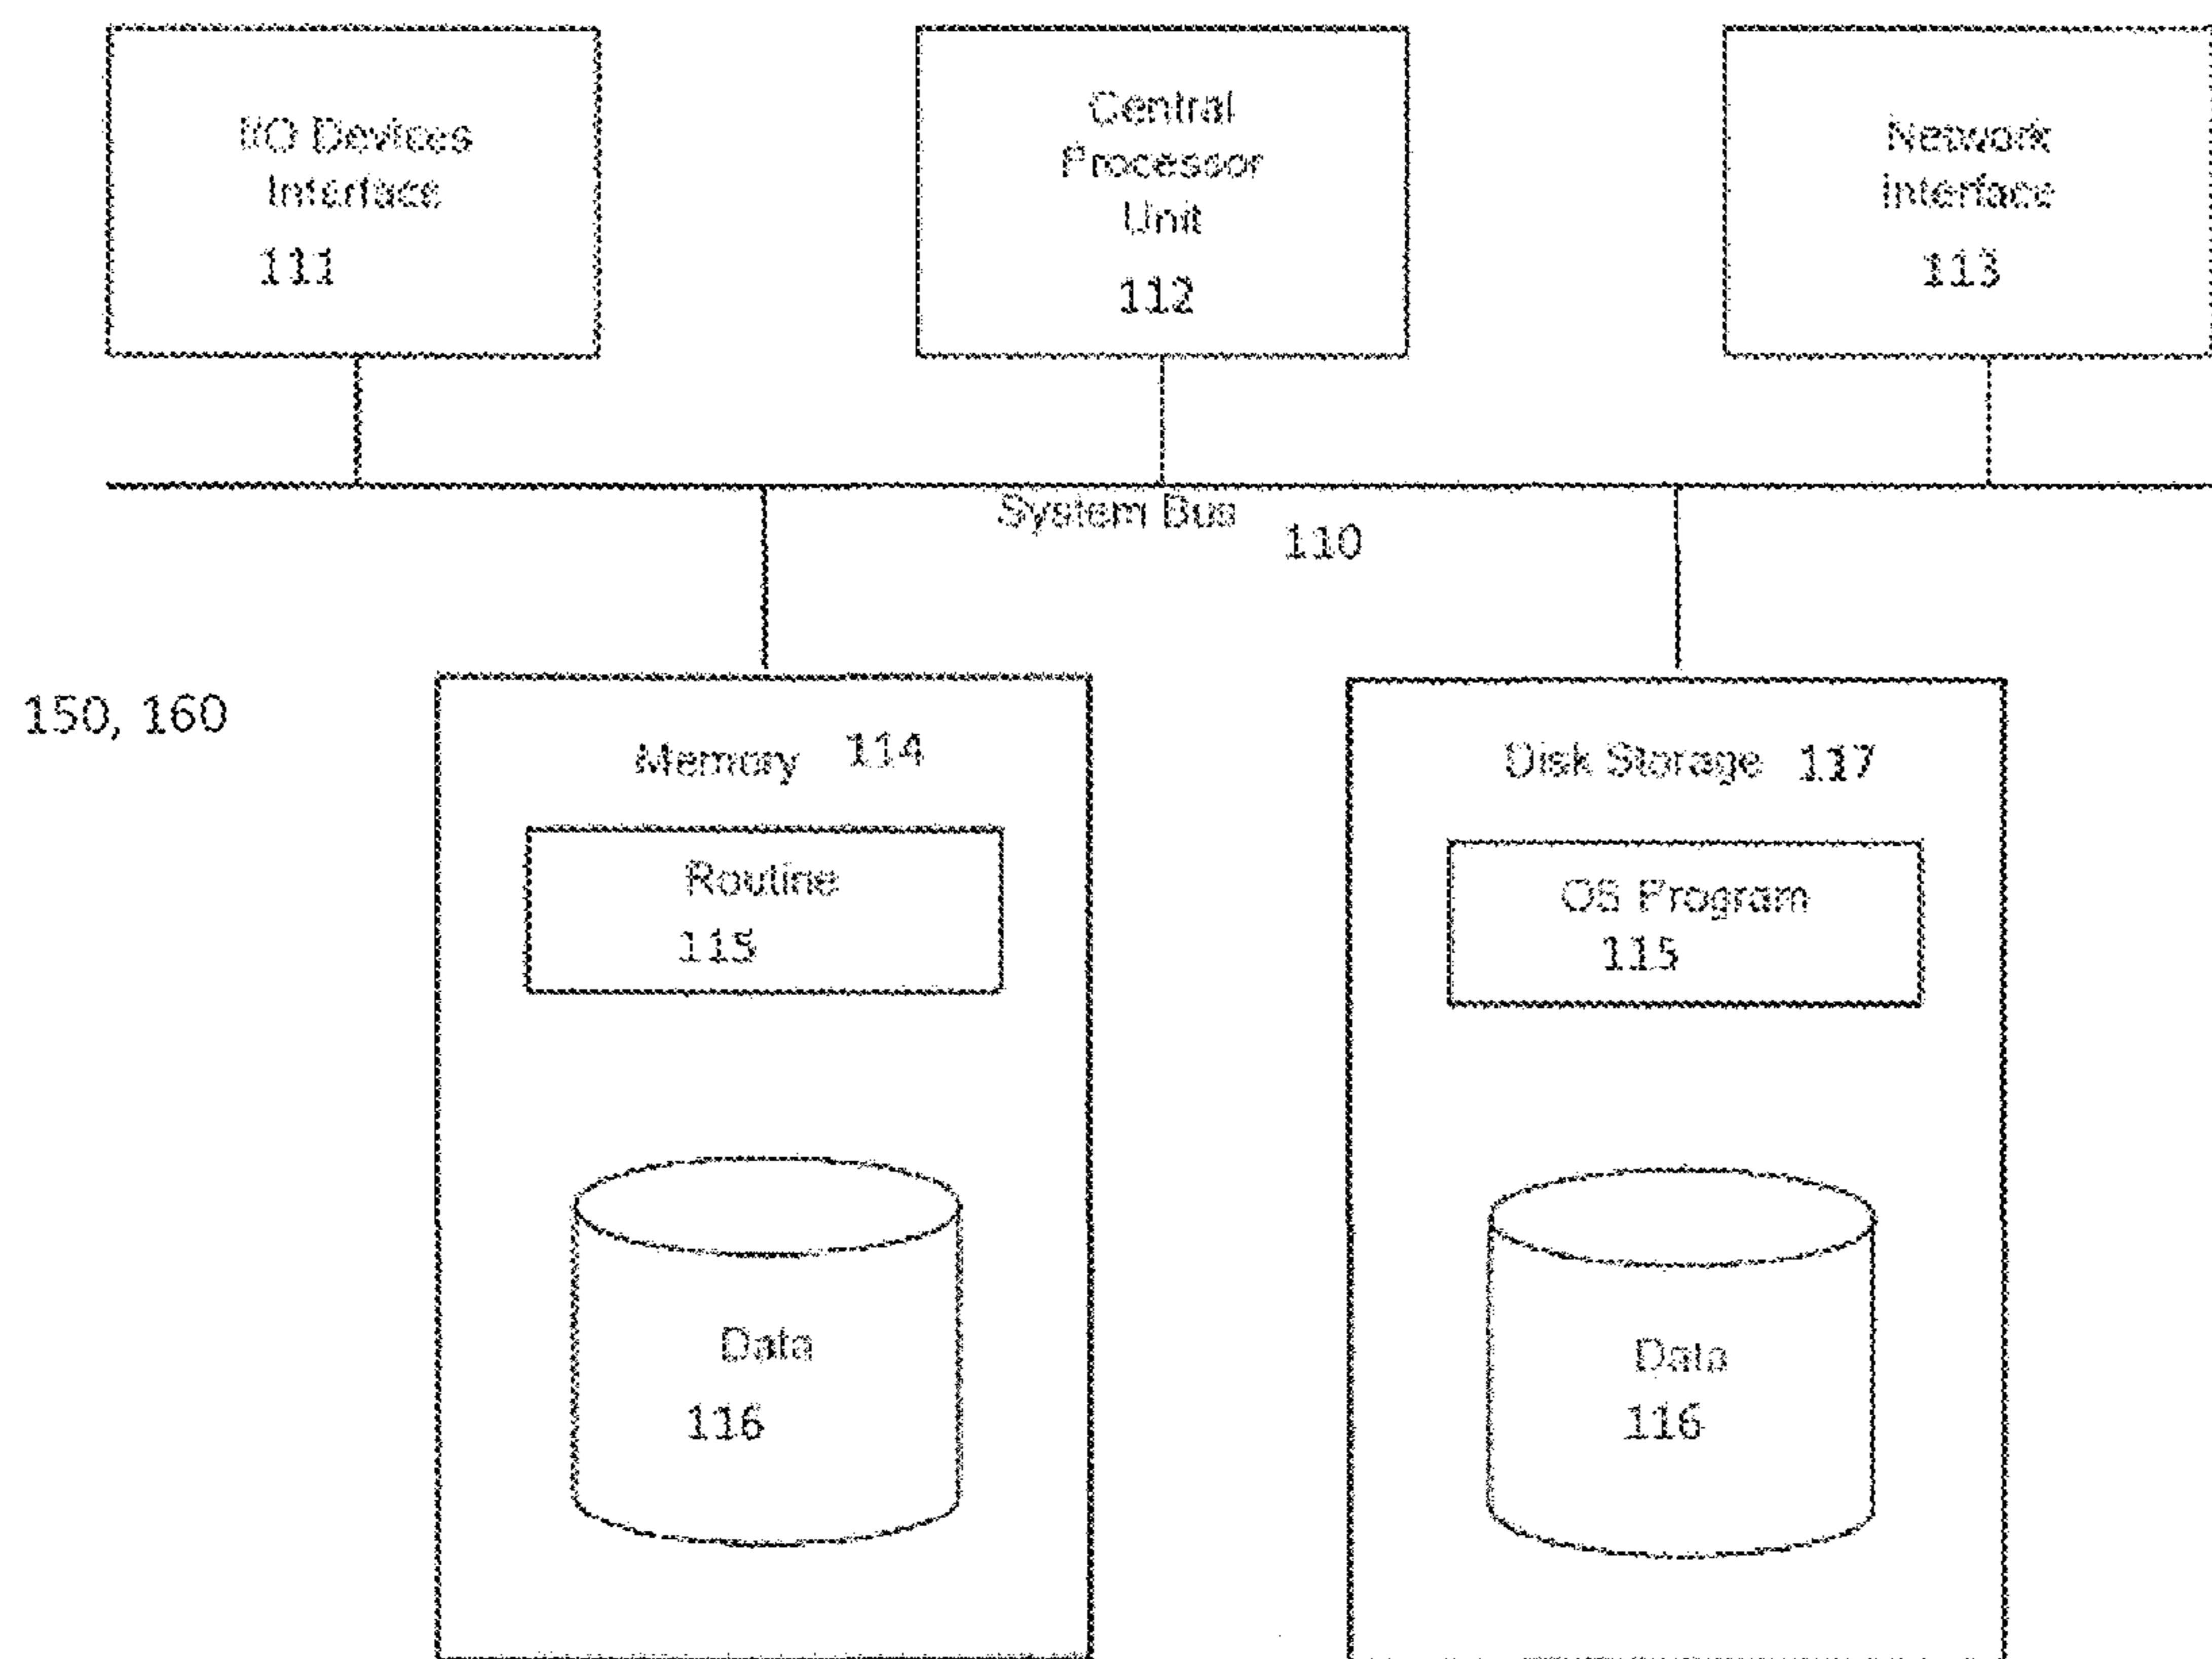 I/O Devices
Interface
111
Central
Processor
Unit
112
Network
Interface
113
System Bus
110
150, 160
Memory 114
Routine
115
Data
116
Disk Storage 117
OS Program
115
Data
116